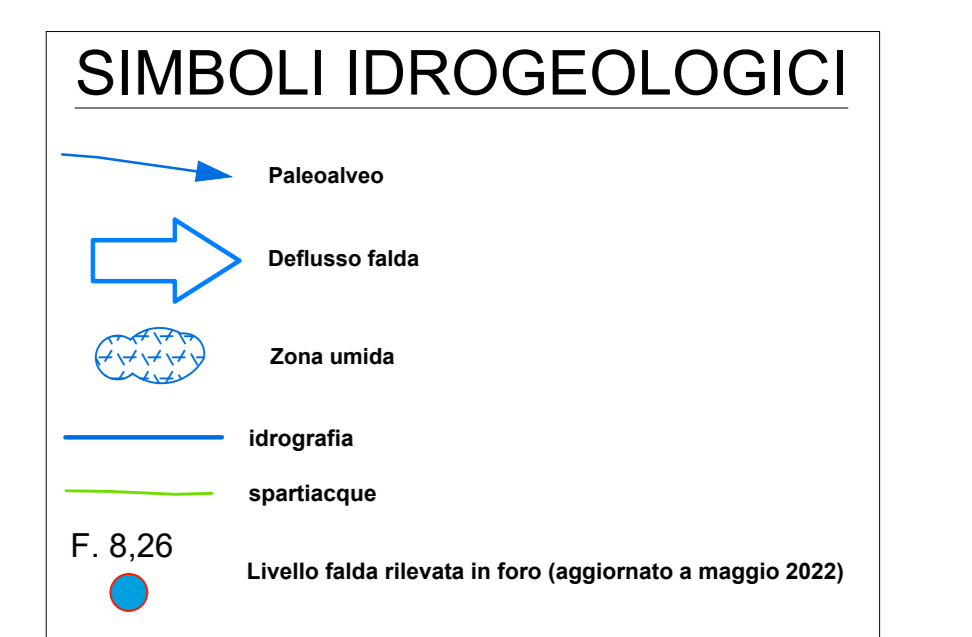 SIMBOLI IDROGEOLOGICI
Paleoalveo
Deflusso falda
Zona umida
idrografia
spartiacque
F. 8,26
Livello falda rilevata in foro (aggiornato a maggio 2022)